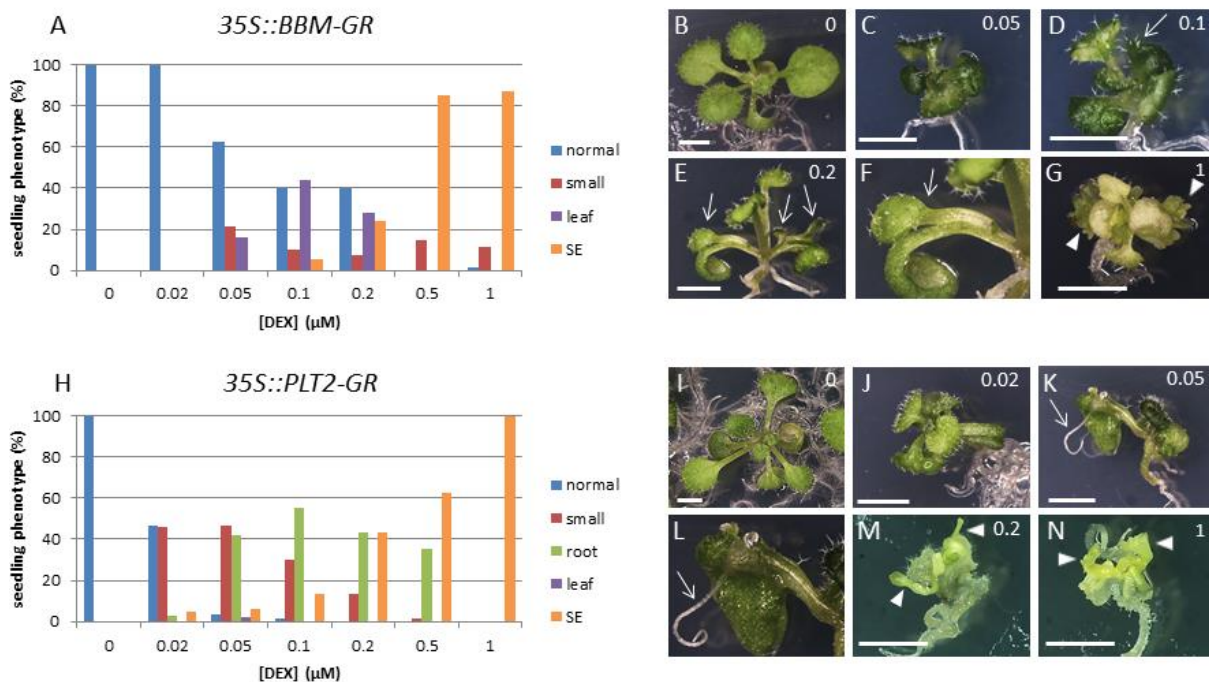 A
35S::BBM-GR
seedling phenotype (%)
100
80
60
40
20
0
0 0.02 0.05 0.1 0.2 0.5 1
[DEX] (µM)
normal
small
leaf
SE
B 0
C 0.05
D 0.1
E 0.2
F
G 1
H
35S::PLT2-GR
seedling phenotype (%)
100
80
60
40
20
0
0 0.02 0.05 0.1 0.2 0.5 1
[DEX] (µM)
normal
small
root
leaf
SE
I 0
J 0.02
K 0.05
L
M 0.2
N 1